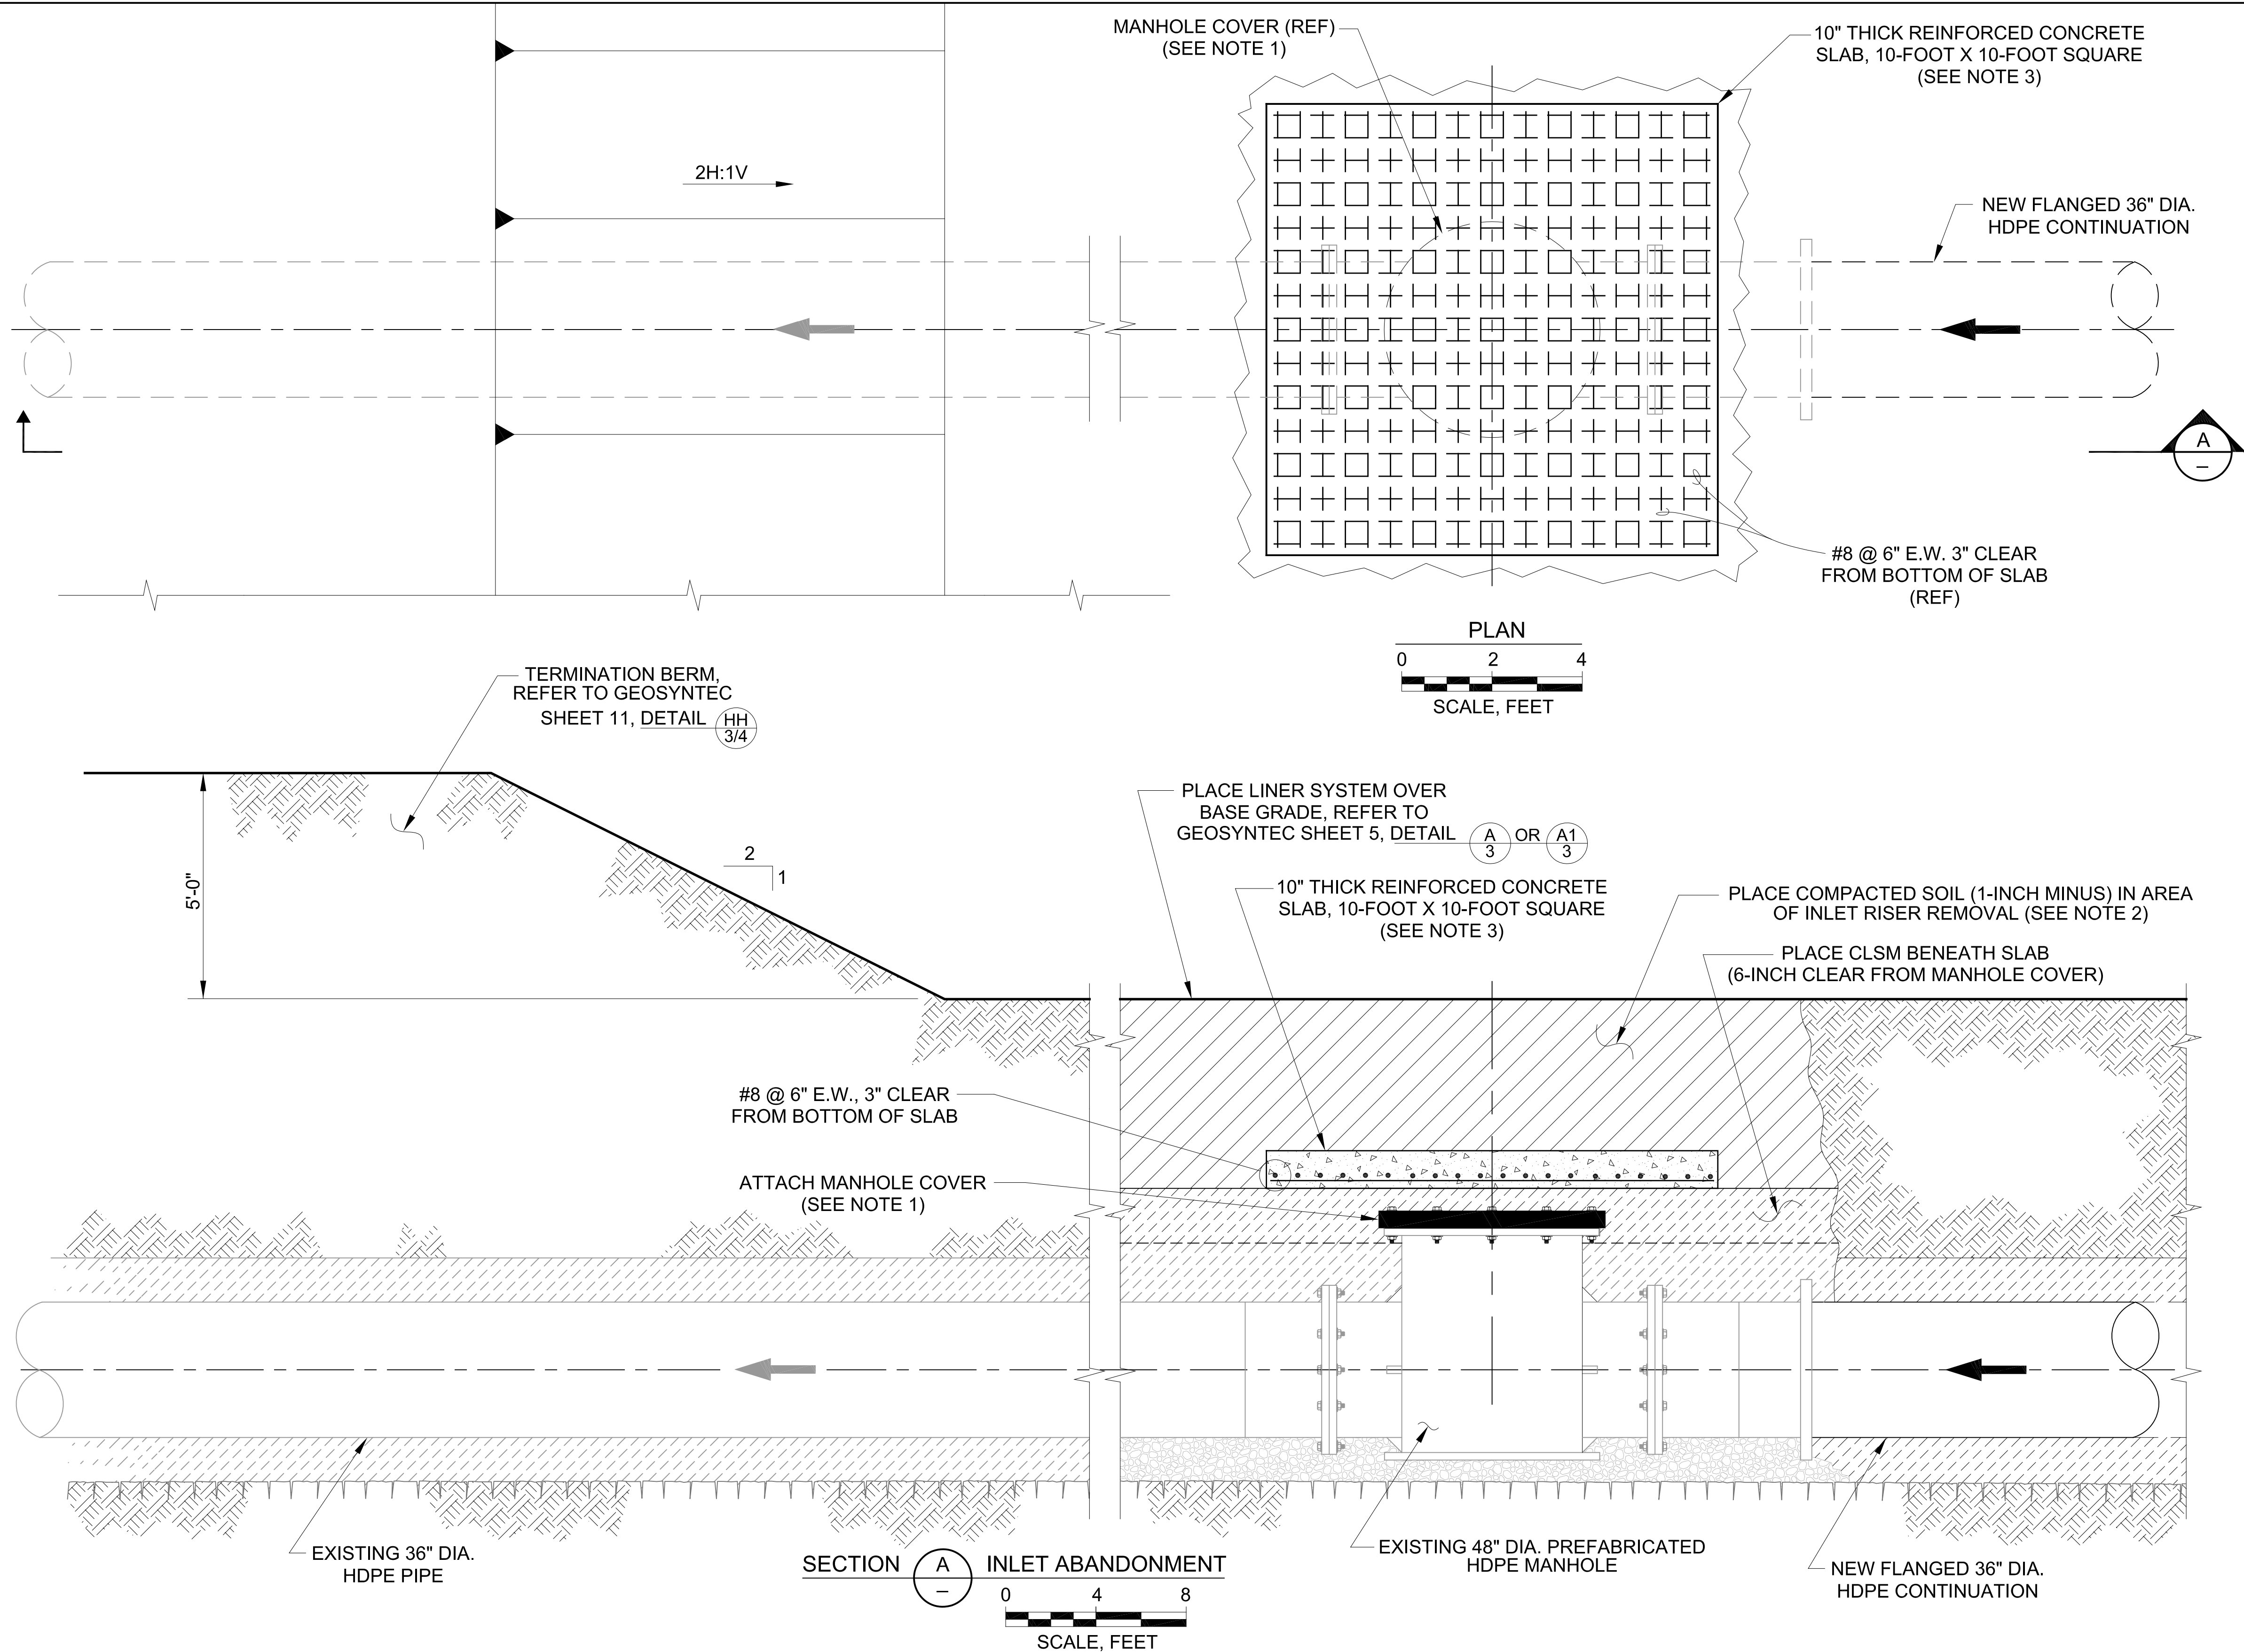 MANHOLE COVER (REF)
(SEE NOTE 1)
10" THICK REINFORCED CONCRETE
SLAB, 10-FOOT X 10-FOOT SQUARE
(SEE NOTE 3)
2H:1V
NEW FLANGED 36" DIA.
HDPE CONTINUATION
A
–
#8 @ 6" E.W. 3" CLEAR
FROM BOTTOM OF SLAB
(REF)
PLAN
0 2 4
SCALE, FEET
TERMINATION BERM,
REFER TO GEOSYNTEC
SHEET 11, DETAIL HH
3/4
PLACE LINER SYSTEM OVER
BASE GRADE, REFER TO
GEOSYNTEC SHEET 5, DETAIL A OR A1
3 3
2
1
5'-0"
10" THICK REINFORCED CONCRETE
SLAB, 10-FOOT X 10-FOOT SQUARE
(SEE NOTE 3)
PLACE COMPACTED SOIL (1-INCH MINUS) IN AREA
OF INLET RISER REMOVAL (SEE NOTE 2)
PLACE CLSM BENEATH SLAB
(6-INCH CLEAR FROM MANHOLE COVER)
#8 @ 6" E.W., 3" CLEAR
FROM BOTTOM OF SLAB
ATTACH MANHOLE COVER
(SEE NOTE 1)
EXISTING 36" DIA.
HDPE PIPE
EXISTING 48" DIA. PREFABRICATED
HDPE MANHOLE
NEW FLANGED 36" DIA.
HDPE CONTINUATION
SECTION A INLET ABANDONMENT
–
0 4 8
SCALE, FEET